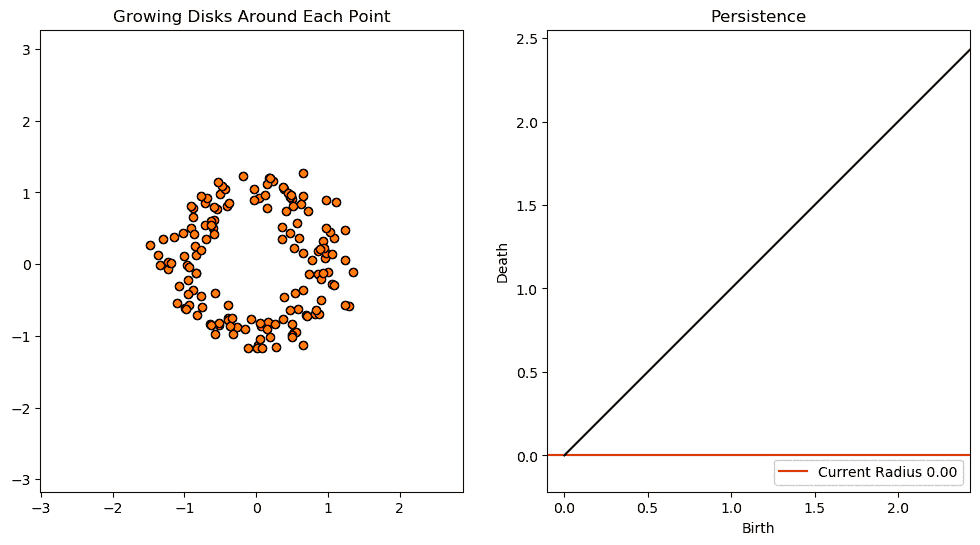 Growing Disks Around Each Point
3
2
1
0
−1
−2
−3
−3 −2 −1 0 1 2
Persistence
Death
2.5
2.0
1.5
1.0
0.5
0.0
Current Radius 0.00
0.0 0.5 1.0 1.5 2.0
Birth